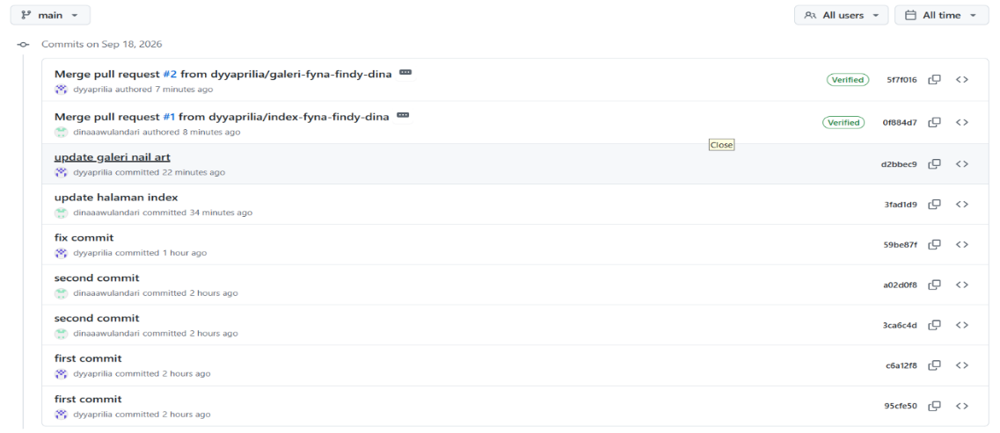 main
All users
All time
Commits on Sep 18, 2026
Merge pull request #2 from dyyaprilia/galeri-fyna-findy-dina
Verified
5f7f016
dyyaprilia authored 7 minutes ago
Merge pull request #1 from dyyaprilia/index-fyna-findy-dina
Verified
0f884d7
dinaaawulandari authored 8 minutes ago
Close
update galeri nail art
d2bbec9
dyyaprilia committed 22 minutes ago
update halaman index
3fad1d9
dinaaawulandari committed 34 minutes ago
fix commit
59be87f
dyyaprilia committed 1 hour ago
second commit
a02d0f8
dinaaawulandari committed 2 hours ago
second commit
3ca6c4d
dinaaawulandari committed 2 hours ago
first commit
c6a12f8
dyyaprilia committed 2 hours ago
first commit
95cfe50
dyyaprilia committed 2 hours ago